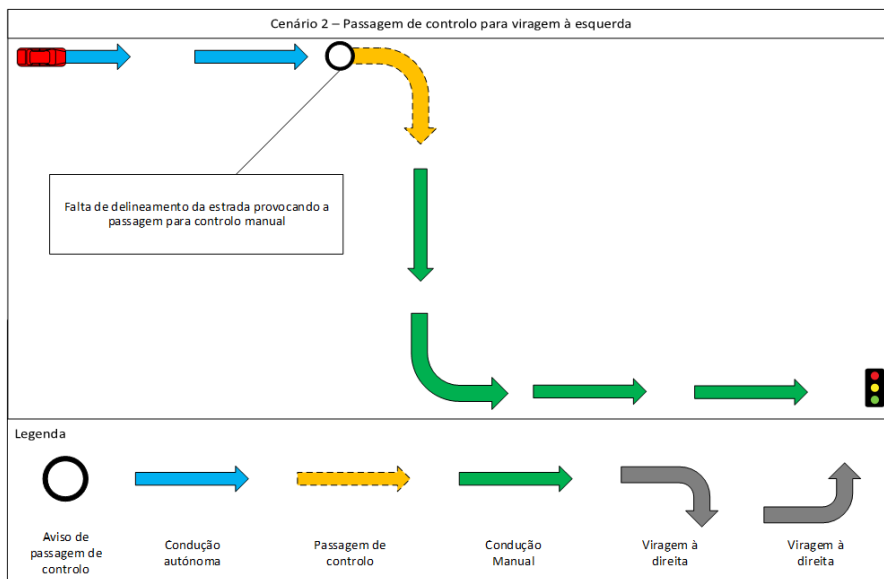 Cenário 2 – Passagem de controlo para viragem à esquerda
Falta de delineamento da estrada provocando a
passagem para controlo manual
Legenda
Aviso de
passagem de
controlo
Condução
autónoma
Passagem de
controlo
Condução
Manual
Viragem à
direita
Viragem à
direita